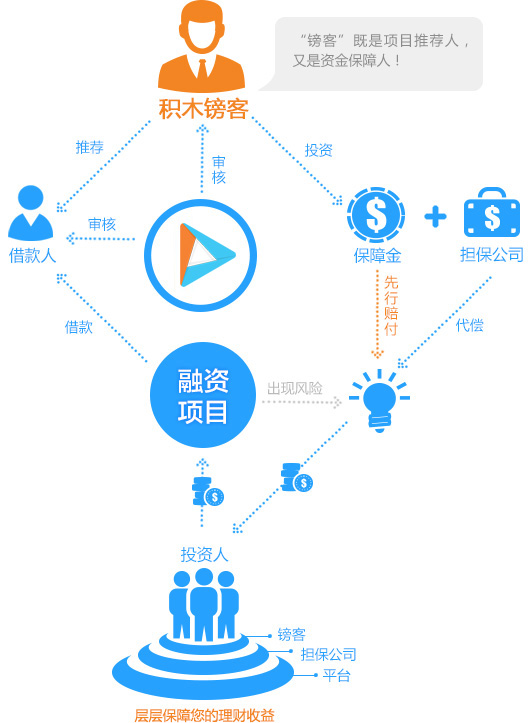 “镑客”既是项目推荐人，
又是资金保障人！
积木镑客
推荐
审核
投资
审核
借款人
保障金
担保公司
先行赔付
借款
代偿
融资
项目
出现风险
投资人
镑客
担保公司
平台
层层保障您的理财收益